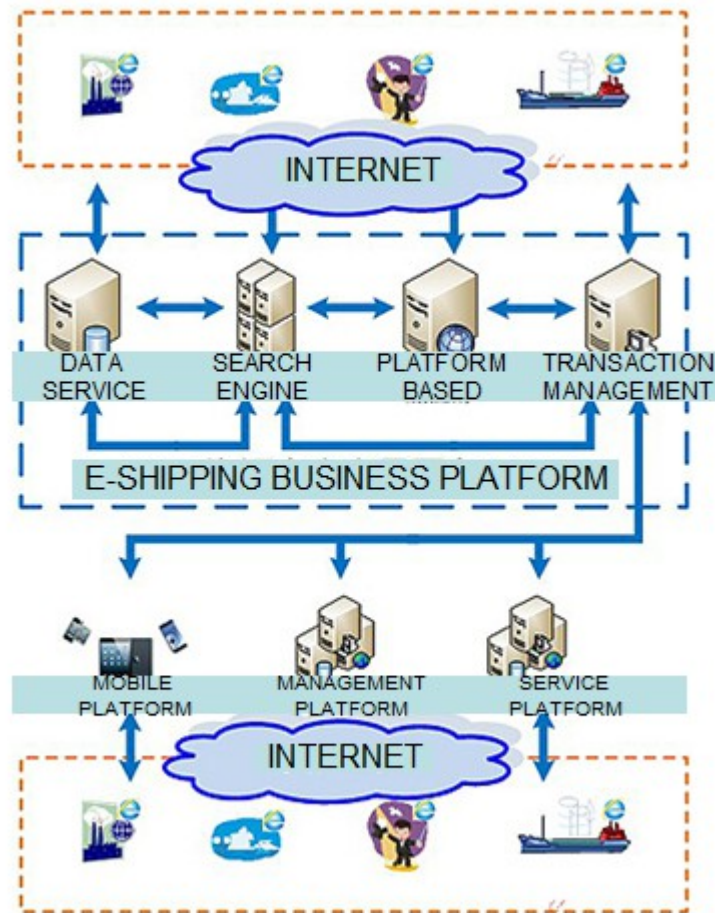 INTERNET
DATA SERVICE
SEARCH ENGINE
PLATFORM BASED
TRANSACTION MANAGEMENT
E-SHIPPING BUSINESS PLATFORM
MOBILE PLATFORM
MANAGEMENT PLATFORM
SERVICE PLATFORM
INTERNET